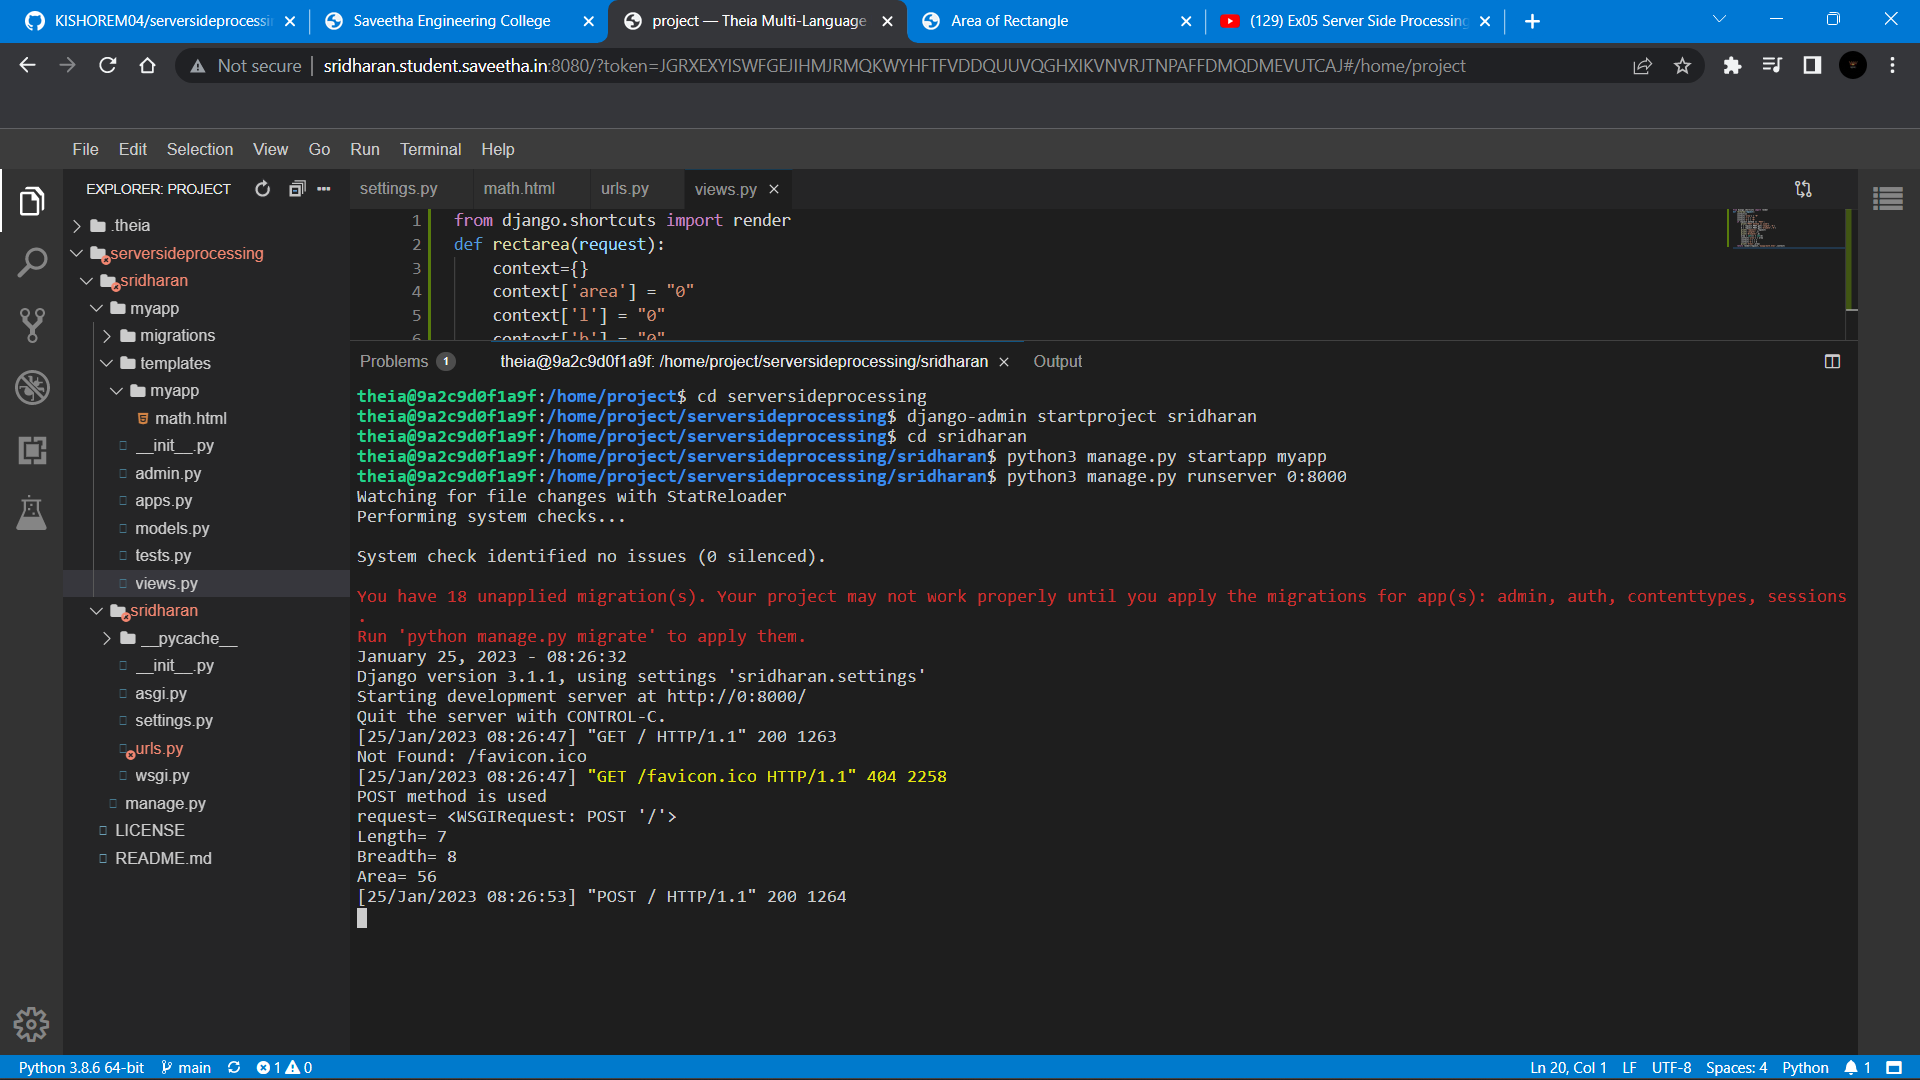 KISHOREM04/serversideprocessin
Saveetha Engineering College
project — Theia Multi-Language
Area of Rectangle
(129) Ex05 Server Side Processing
Not secure
sridharan.student.saveetha.in:8080/?token=JGRXEXYISWFGEJIHMJRMQKWYHFTFVDDQUUVQGHXIKVNVRJTNPAFFDMQDMEVUTCAJ#/home/project
File Edit Selection View Go Run Terminal Help
EXPLORER: PROJECT
.theia
serversideprocessing
sridharan
myapp
migrations
templates
myapp
math.html
__init__.py
admin.py
apps.py
models.py
tests.py
views.py
sridharan
__pycache__
__init__.py
asgi.py
settings.py
urls.py
wsgi.py
manage.py
LICENSE
README.md
settings.py math.html urls.py views.py
1 from django.shortcuts import render
2 def rectarea(request):
3 context={}
4 context['area'] = "0"
5 context['l'] = "0"
6 context['b'] = "0"
Problems 1 theia@9a2c9d0f1a9f: /home/project/serversideprocessing/sridharan Output
theia@9a2c9d0f1a9f:/home/project$ cd serversideprocessing
theia@9a2c9d0f1a9f:/home/project/serversideprocessing$ django-admin startproject sridharan
theia@9a2c9d0f1a9f:/home/project/serversideprocessing$ cd sridharan
theia@9a2c9d0f1a9f:/home/project/serversideprocessing/sridharan$ python3 manage.py startapp myapp
theia@9a2c9d0f1a9f:/home/project/serversideprocessing/sridharan$ python3 manage.py runserver 0:8000
Watching for file changes with StatReloader
Performing system checks...
System check identified no issues (0 silenced).
You have 18 unapplied migration(s). Your project may not work properly until you apply the migrations for app(s): admin, auth, contenttypes, sessions
.
Run 'python manage.py migrate' to apply them.
January 25, 2023 - 08:26:32
Django version 3.1.1, using settings 'sridharan.settings'
Starting development server at http://0:8000/
Quit the server with CONTROL-C.
[25/Jan/2023 08:26:47] "GET / HTTP/1.1" 200 1263
Not Found: /favicon.ico
[25/Jan/2023 08:26:47] "GET /favicon.ico HTTP/1.1" 404 2258
POST method is used
request= <WSGIRequest: POST '/'>
Length= 7
Breadth= 8
Area= 56
[25/Jan/2023 08:26:53] "POST / HTTP/1.1" 200 1264
Python 3.8.6 64-bit main 1 0 Ln 20, Col 1 LF UTF-8 Spaces: 4 Python 1